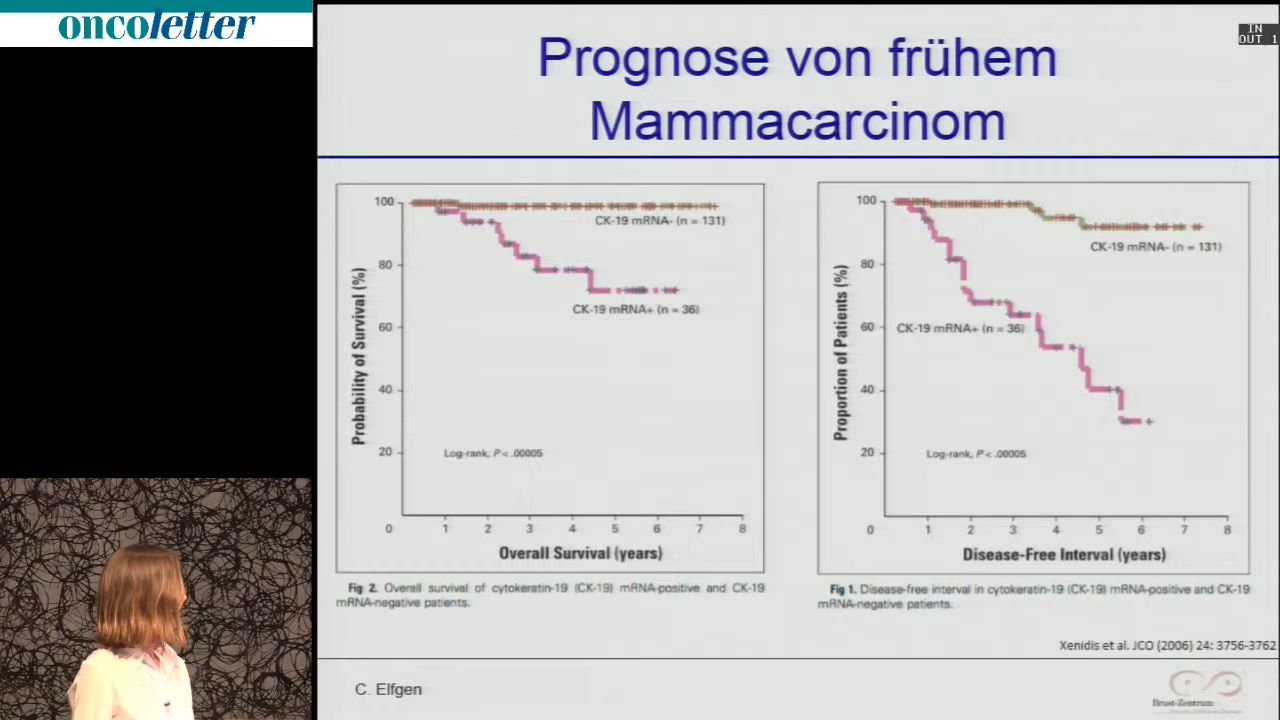 oncoletter
IN
OUT 1
Prognose von frühem
Mammacarcinom
100
80
60
40
20
0
1 2 3 4 5 6 7 8
Probability of Survival (%)
CK-19 mRNA- (n = 131)
CK-19 mRNA+ (n = 36)
Log-rank, P < .00005
Overall Survival (years)
Fig 2. Overall survival of cytokeratin-19 (CK-19) mRNA-positive and CK-19
mRNA-negative patients.
100
80
60
40
20
0
1 2 3 4 5 6 7 8
Proportion of Patients (%)
CK-19 mRNA- (n = 131)
CK-19 mRNA+ (n = 36)
Log-rank, P < .00005
Disease-Free Interval (years)
Fig 1. Disease-free interval in cytokeratin-19 (CK-19) mRNA-positive and CK-19
mRNA-negative patients.
Xenidis et al. JCO (2006) 24: 3756-3762
C. Elfgen
Brust-Zentrum